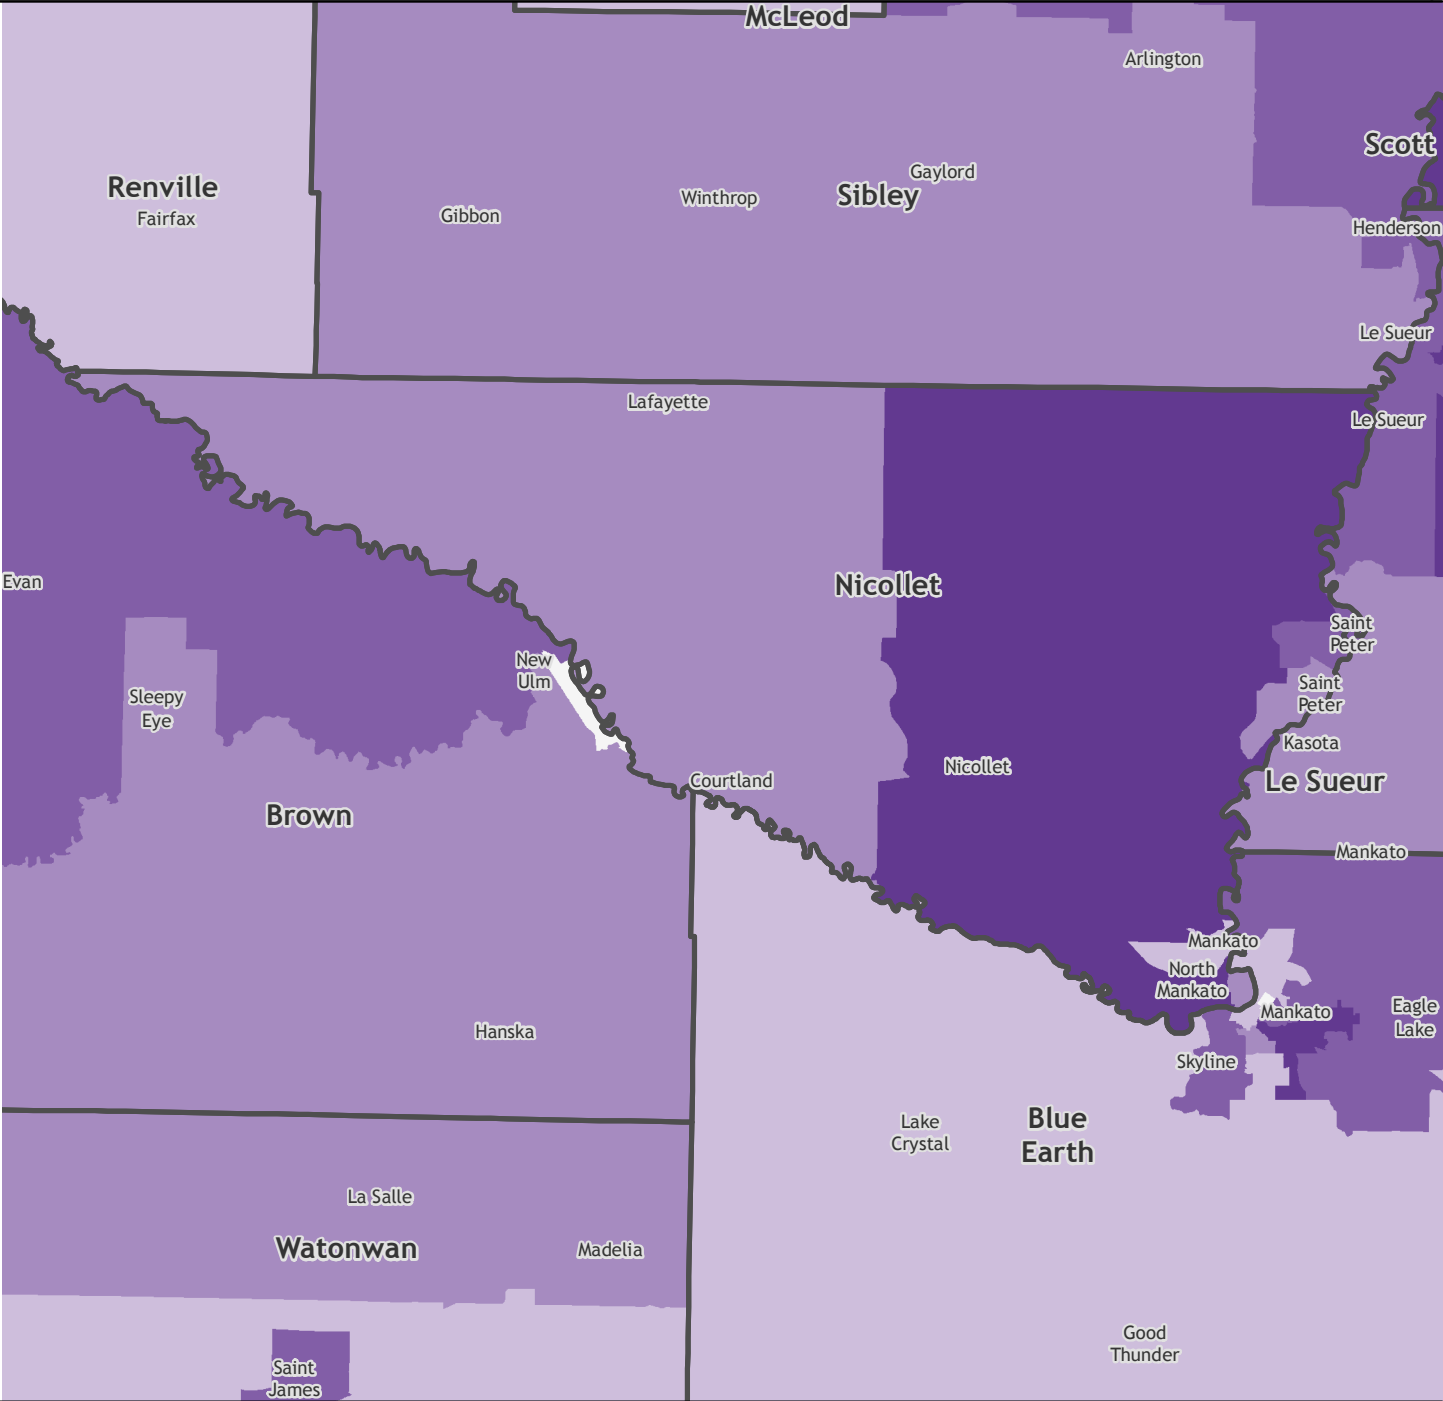 McLeod
Arlington
Scott
Gaylord
Renville
Sibley
Winthrop
Fairfax
Gibbon
Henderson
Le Sueur
Lafayette
Le Sueur
Evan
Nicollet
Saint
Peter
New
Ulm
Saint
Peter
Sleepy
Eye
Kasota
Nicollet
Courtland
Le Sueur
Brown
Mankato
Mankato
North
Mankato
Mankato
Eagle
Lake
Hanska
Skyline
Lake
Crystal
Blue
Earth
La Salle
Watonwan
Madelia
Good
Thunder
Saint
James